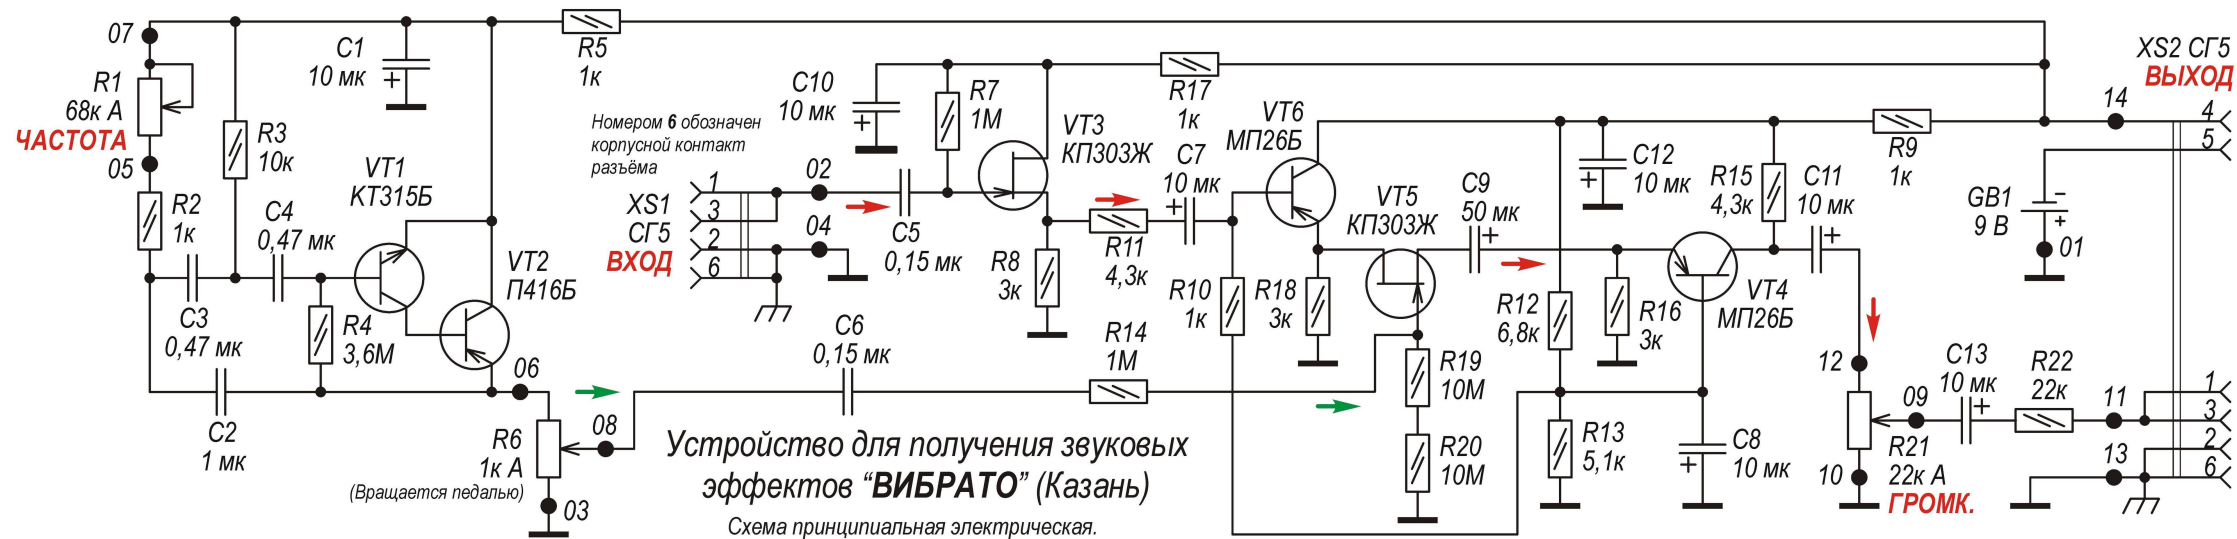 07
R1
68к А
ЧАСТОТА
05
R2
1к
R3
10к
C1
10 мк
+
C4
0,47 мк
C3
0,47 мк
VT1
КТ315Б
VT2
П416Б
R4
3,6М
C2
1 мк
06
R6
1к А
(Вращается педалью)
08
03
R5
1к
Номером 6 обозначен
корпусной контакт
разъёма
XS1
СГ5
ВХОД
1
3
2
6
02
04
C10
10 мк
+
R7
1М
C5
0,15 мк
VT3
КП303Ж
R8
3к
R17
1к
R11
4,3к
C7
10 мк
+
C6
0,15 мк
R14
1М
VT6
МП26Б
R10
1к
R18
3к
VT5
КП303Ж
C9
50 мк
+
R19
10М
R20
10М
R12
6,8к
R13
5,1к
C12
10 мк
+
R16
3к
R15
4,3к
VT4
МП26Б
C8
10 мк
+
C11
10 мк
+
R9
1к
12
R21
22к А
ГРОМК.
10
09
C13
10 мк
+
R22
22к
11
13
14
01
GB1
9 В
-
+
XS2 СГ5
ВЫХОД
4
5
1
3
2
6
Устройство для получения звуковых
эффектов “ВИБРАТО” (Казань)
Схема принципиальная электрическая.